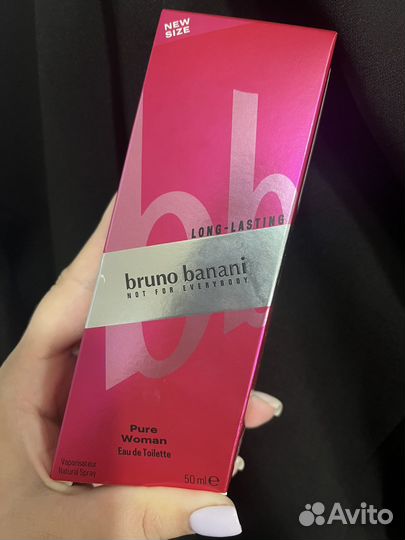 NEW
SIZE
bb
LONG-LASTING
bruno banani
NOT FOR EVERYBODY
Pure
Woman
Eau de Toilette
Vaporisateur
Natural Spray
50 ml ℮
Avito